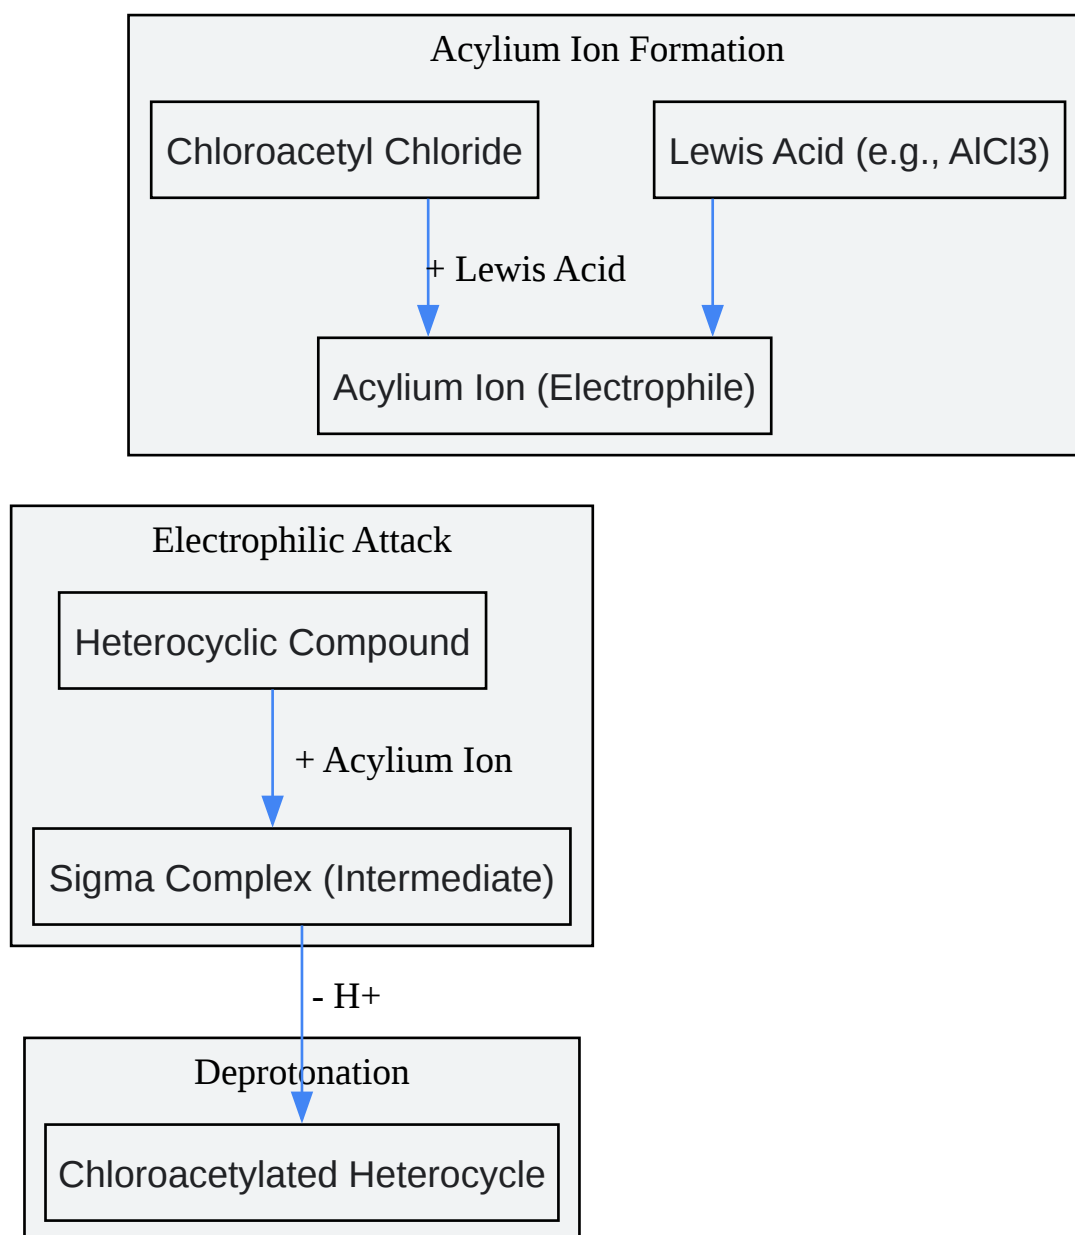 Acylium Ion Formation
Chloroacetyl Chloride
Lewis Acid (e.g., AlCl3)
+ Lewis Acid
Acylium Ion (Electrophile)
Electrophilic Attack
Heterocyclic Compound
+ Acylium Ion
Sigma Complex (Intermediate)
- H+
Deprotonation
Chloroacetylated Heterocycle